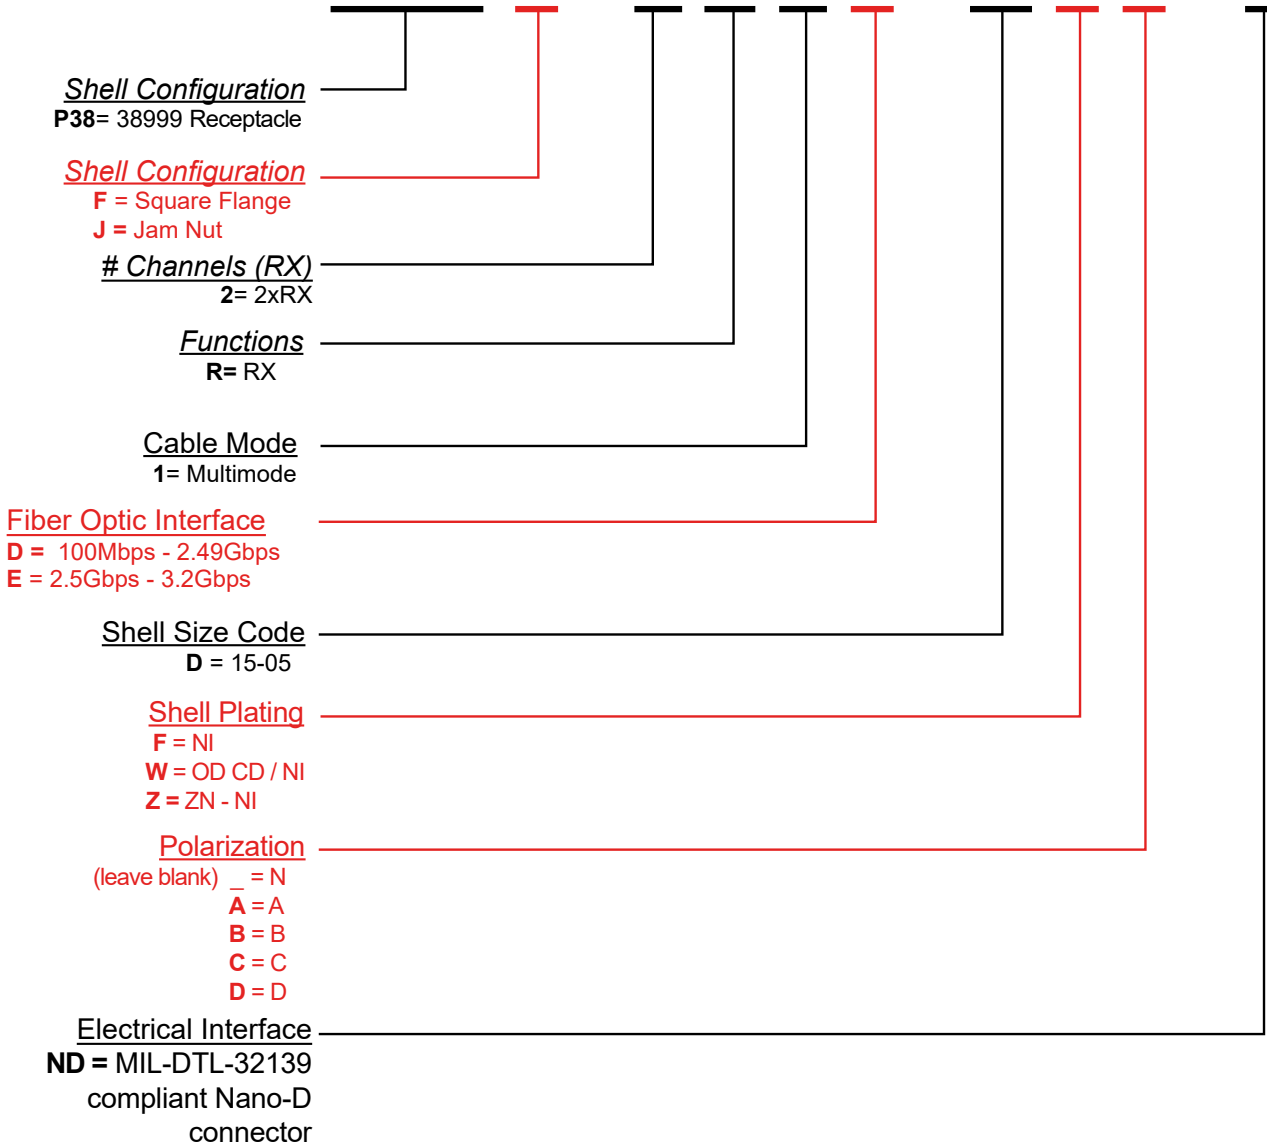 Shell Configuration
P38= 38999 Receptacle
Shell Configuration
F = Square Flange
J = Jam Nut
# Channels (RX)
2= 2xRX
Functions
R= RX
Cable Mode
1= Multimode
Fiber Optic Interface
D = 100Mbps - 2.49Gbps
E = 2.5Gbps - 3.2Gbps
Shell Size Code
D = 15-05
Shell Plating
F = NI
W = OD CD / NI
Z = ZN - NI
Polarization
(leave blank) _ = N
A = A
B = B
C = C
D = D
Electrical Interface
ND = MIL-DTL-32139
compliant Nano-D
connector